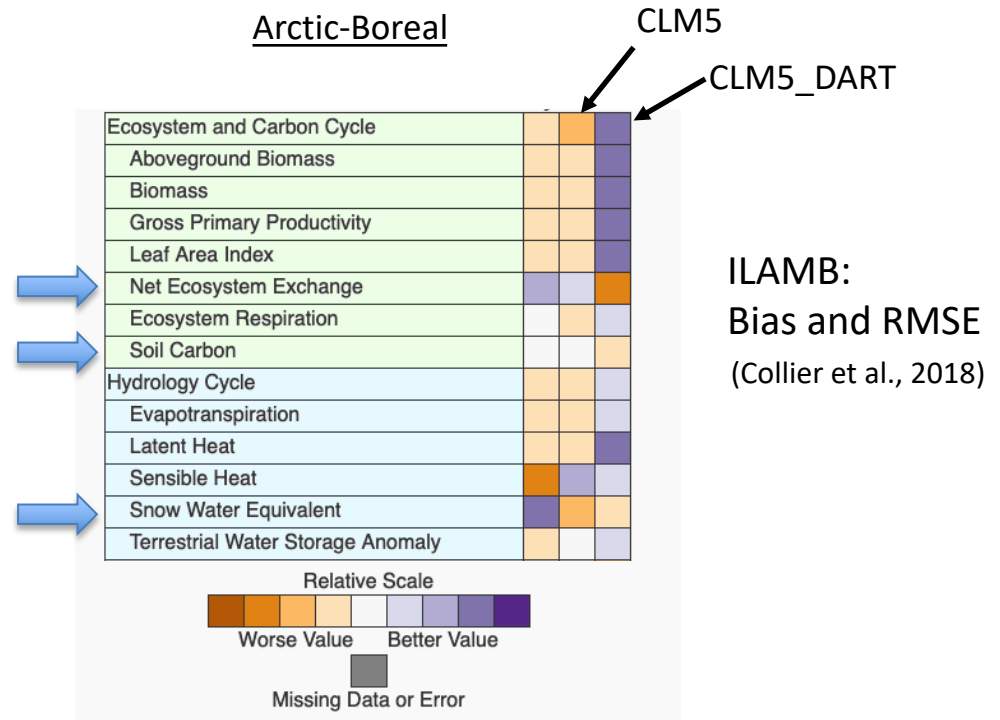 Arctic-Boreal
CLM5
CLM5_DART
Ecosystem and Carbon Cycle
Aboveground Biomass
Biomass
Gross Primary Productivity
Leaf Area Index
Net Ecosystem Exchange
Ecosystem Respiration
Soil Carbon
Hydrology Cycle
Evapotranspiration
Latent Heat
Sensible Heat
Snow Water Equivalent
Terrestrial Water Storage Anomaly
ILAMB:
Bias and RMSE
(Collier et al., 2018)
Relative Scale
Worse Value Better Value
Missing Data or Error